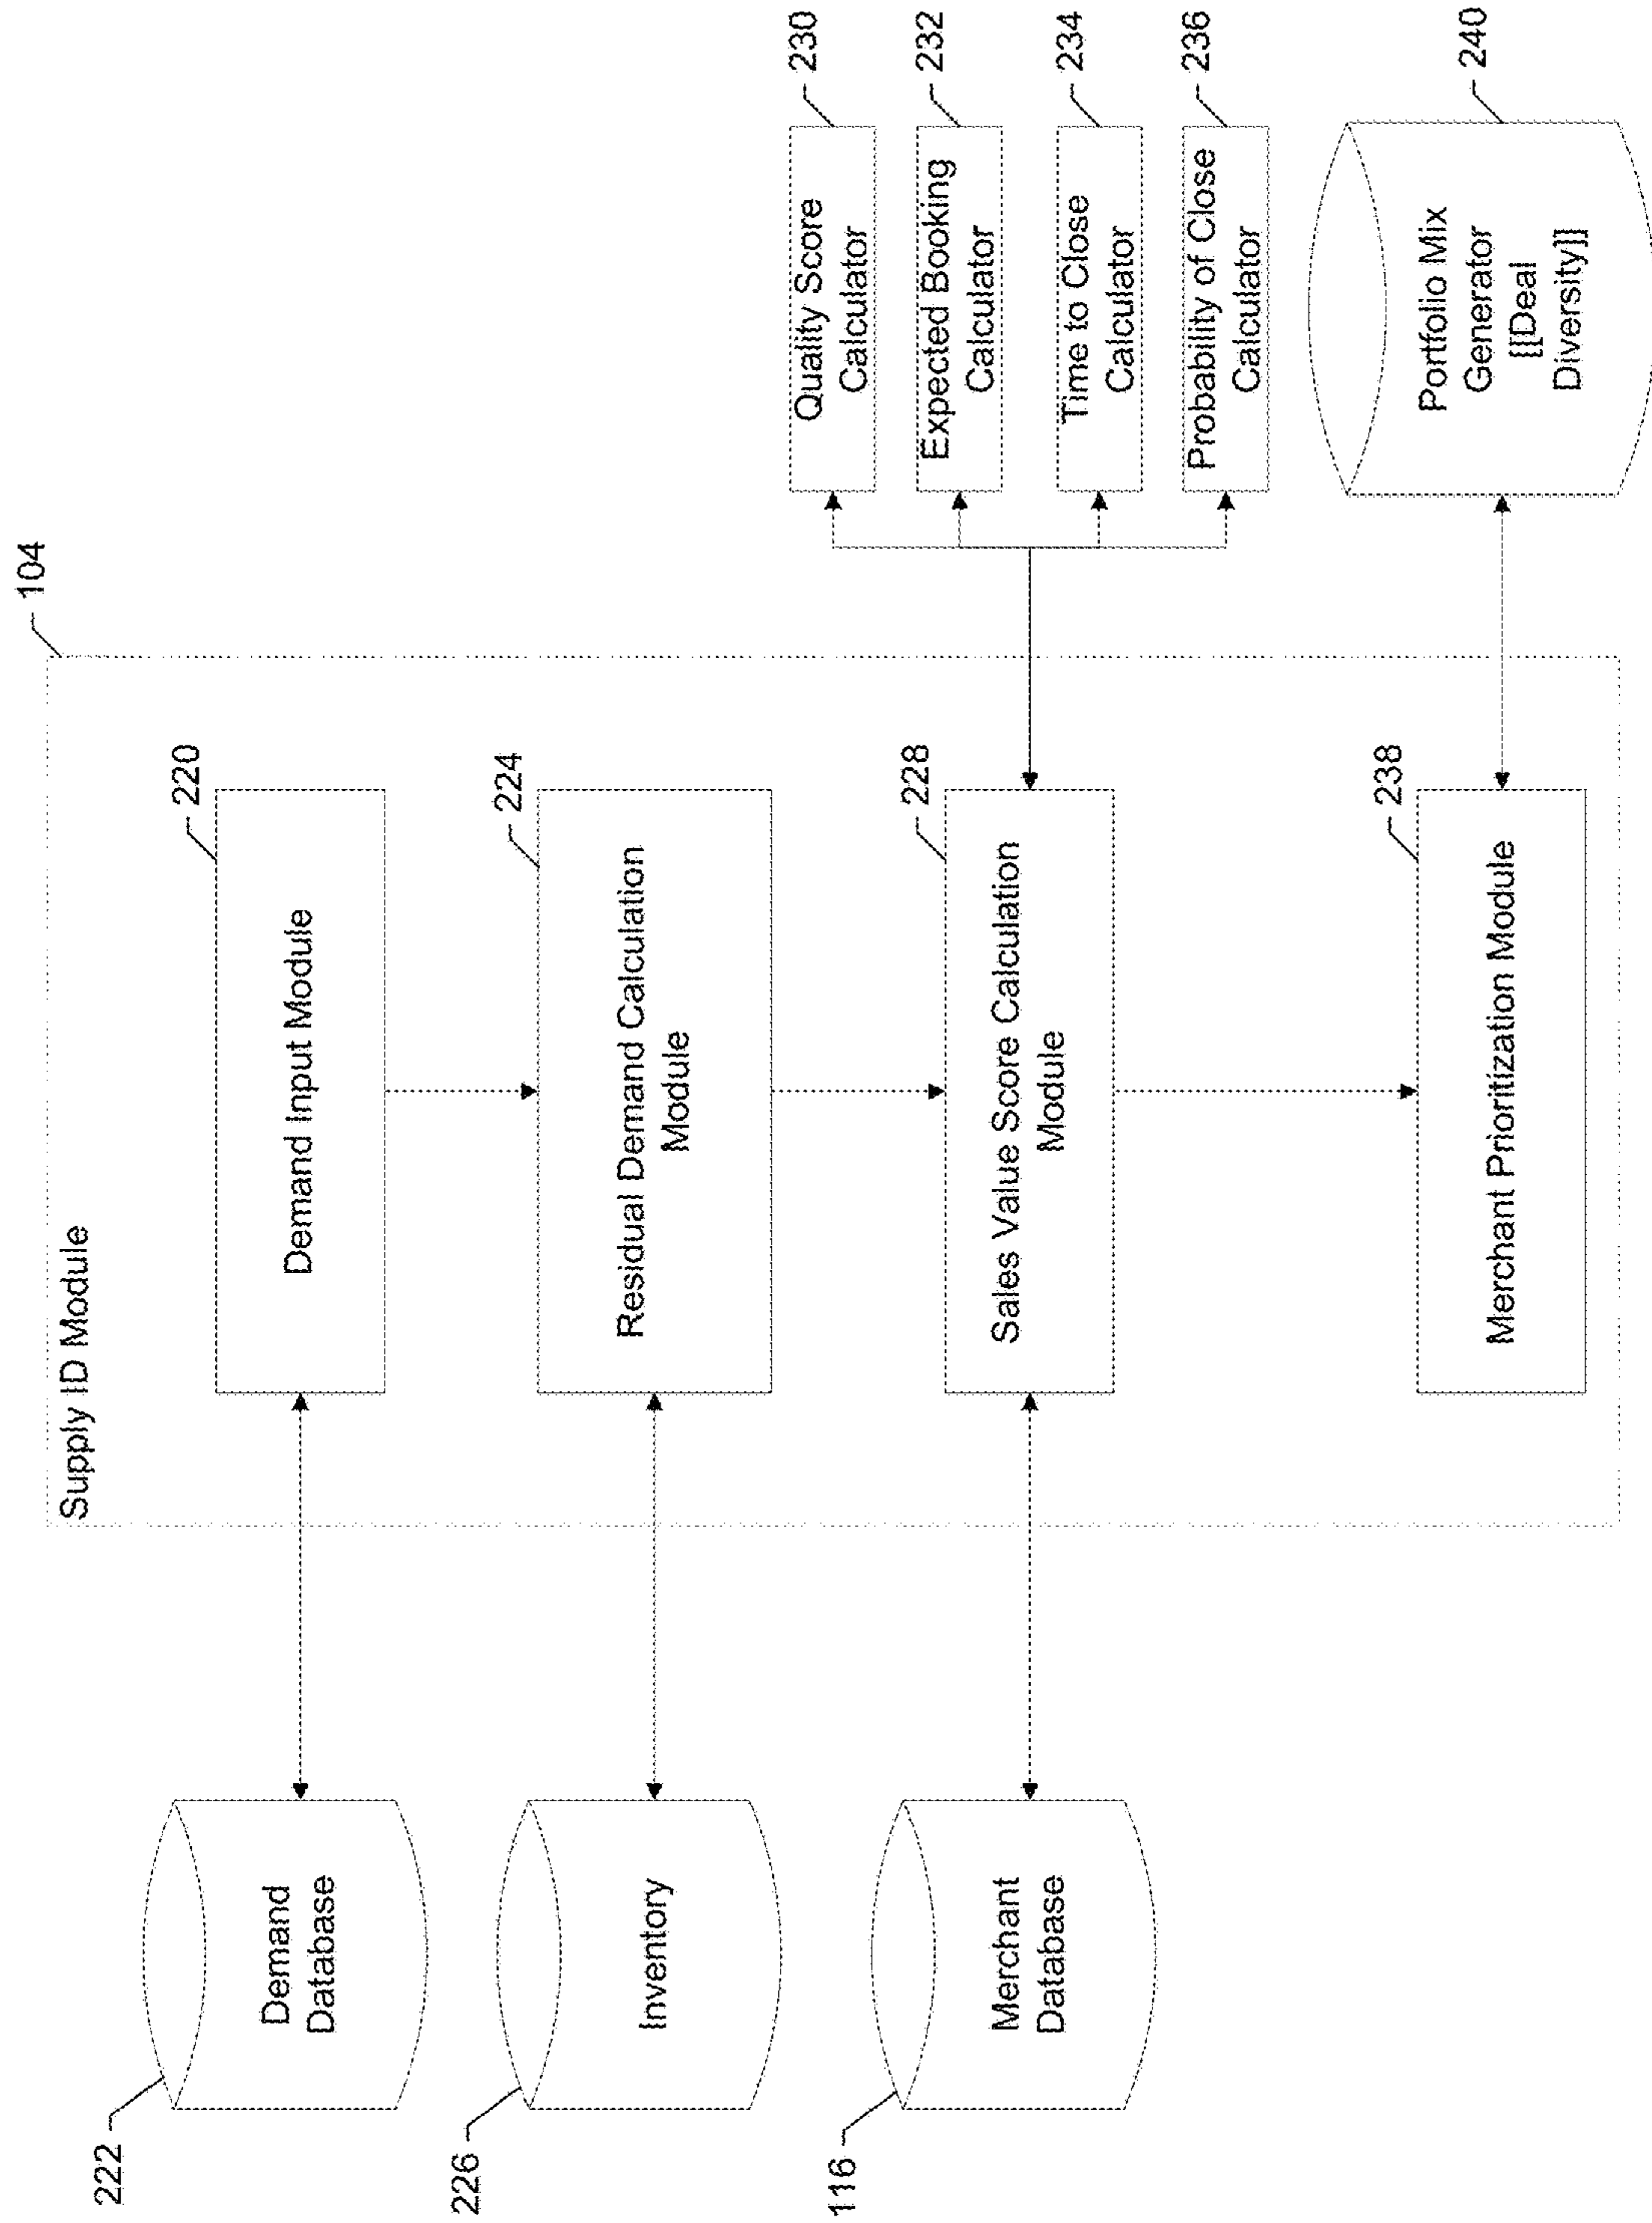 Supply ID Module
104
222
Demand
Database
Demand Input Module
220
226
Inventory
Residual Demand Calculation
Module
224
116
Merchant
Database
Sales Value Score Calculation
Module
228
Quality Score
Calculator
230
Expected Booking
Calculator
232
Time to Close
Calculator
234
Probability of Close
Calculator
236
Merchant Prioritization Module
238
Portfolio Mix
Generator
[[Deal
Diversity]]
240